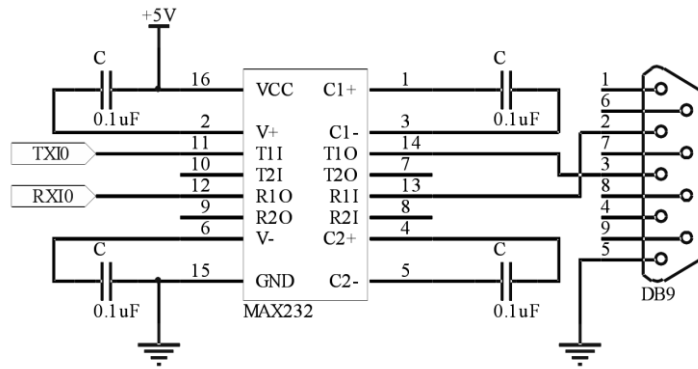 +5V
C
0.1uF
C
0.1uF
16 VCC C1+ 1
2 V+ C1- 3
TXI0 11 T1I T1O 14
10 T2I T2O 7
RXI0 12 R1O R1I 13
9 R2O R2I 8
6 V- C2+ 4
15 GND C2- 5
MAX232
C
0.1uF
C
0.1uF
1
6
2
7
3
8
4
9
5
DB9